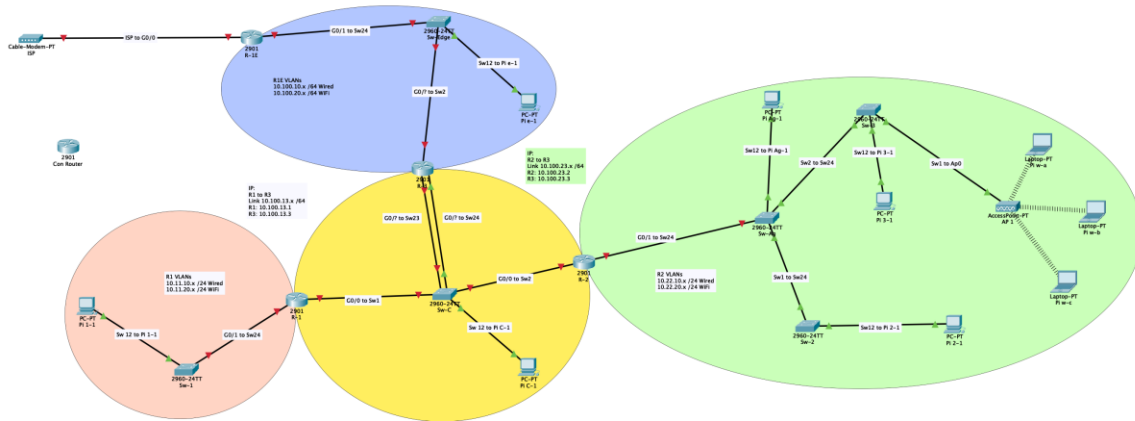 Cable-Modem-PT
ISP
ISP to G0/0
2901
R-1E
G0/1 to Sw24
2960-24TT
Sw-Edge
Sw12 to Pi e-1
PC-PT
Pi e-1
R1E VLANs
10.100.10.x /64 Wired
10.100.20.x /64 WiFi
G0/? to Sw2
2901
Con Router
2901
IP:
R2 to R3
Link 10.100.23.x /64
R2: 10.100.23.2
R3: 10.100.23.3
IP:
R1 to R3
Link 10.100.13.x /64
R1: 10.100.13.1
R3: 10.100.13.3
G0/? to Sw23
G0/? to Sw24
R1 VLANs
10.11.10.x /24 Wired
10.11.20.x /24 WiFi
PC-PT
Pi 1-1
Sw 12 to Pi 1-1
2960-24TT
Sw-1
G0/1 to Sw24
2901
R-1
G0/0 to Sw1
2960-24TT
Sw-C
G0/0 to Sw2
2901
R-2
Sw 12 to Pi C-1
PC-PT
Pi C-1
G0/1 to Sw24
R2 VLANs
10.22.10.x /24 Wired
10.22.20.x /24 WiFi
PC-PT
Pi Ag-1
Sw12 to Pi Ag-1
2960-24TT
Sw-Ag
Sw2 to Sw24
2960-24TT
Sw12 to Pi 3-1
PC-PT
Pi 3-1
Sw1 to Ap0
AccessPoint-PT
AP 1
Laptop-PT
Pi w-a
Laptop-PT
Pi w-b
Laptop-PT
Pi w-c
Sw1 to Sw24
2960-24TT
Sw-2
Sw12 to Pi 2-1
PC-PT
Pi 2-1